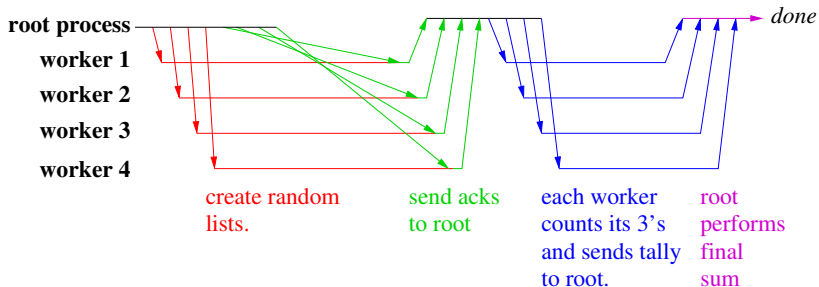 root process
done
worker 1
worker 2
worker 3
worker 4
create random
lists.
send acks
to root
each worker
counts its 3's
and sends tally
to root.
root
performs
final
sum